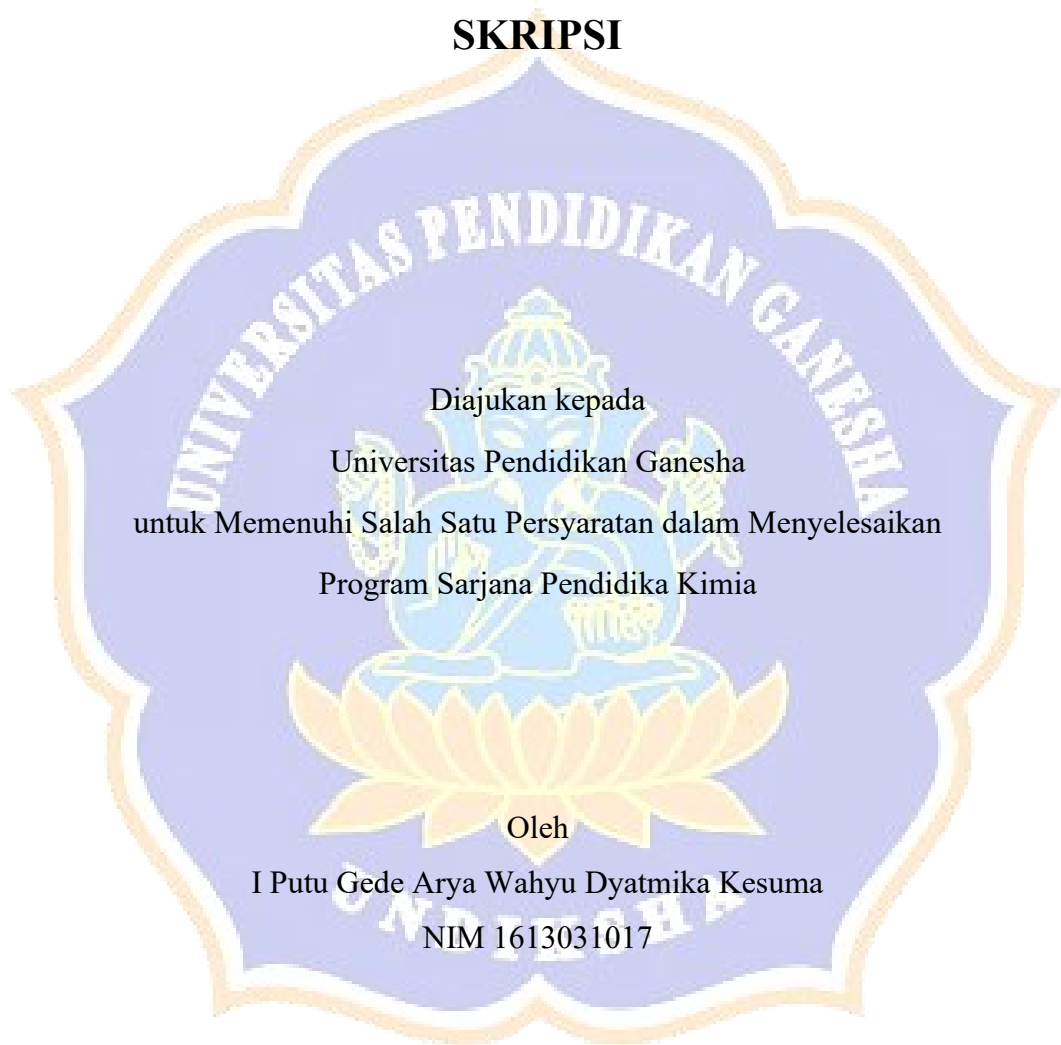 SKRIPSI
UNIVERSITAS PENDIDIKAN GANESHA
Diajukan kepada
Universitas Pendidikan Ganesha
untuk Memenuhi Salah Satu Persyaratan dalam Menyelesaikan
Program Sarjana Pendidika Kimia
Oleh
I Putu Gede Arya Wahyu Dyatmika Kesuma
NIM 1613031017
UNDIKSHA